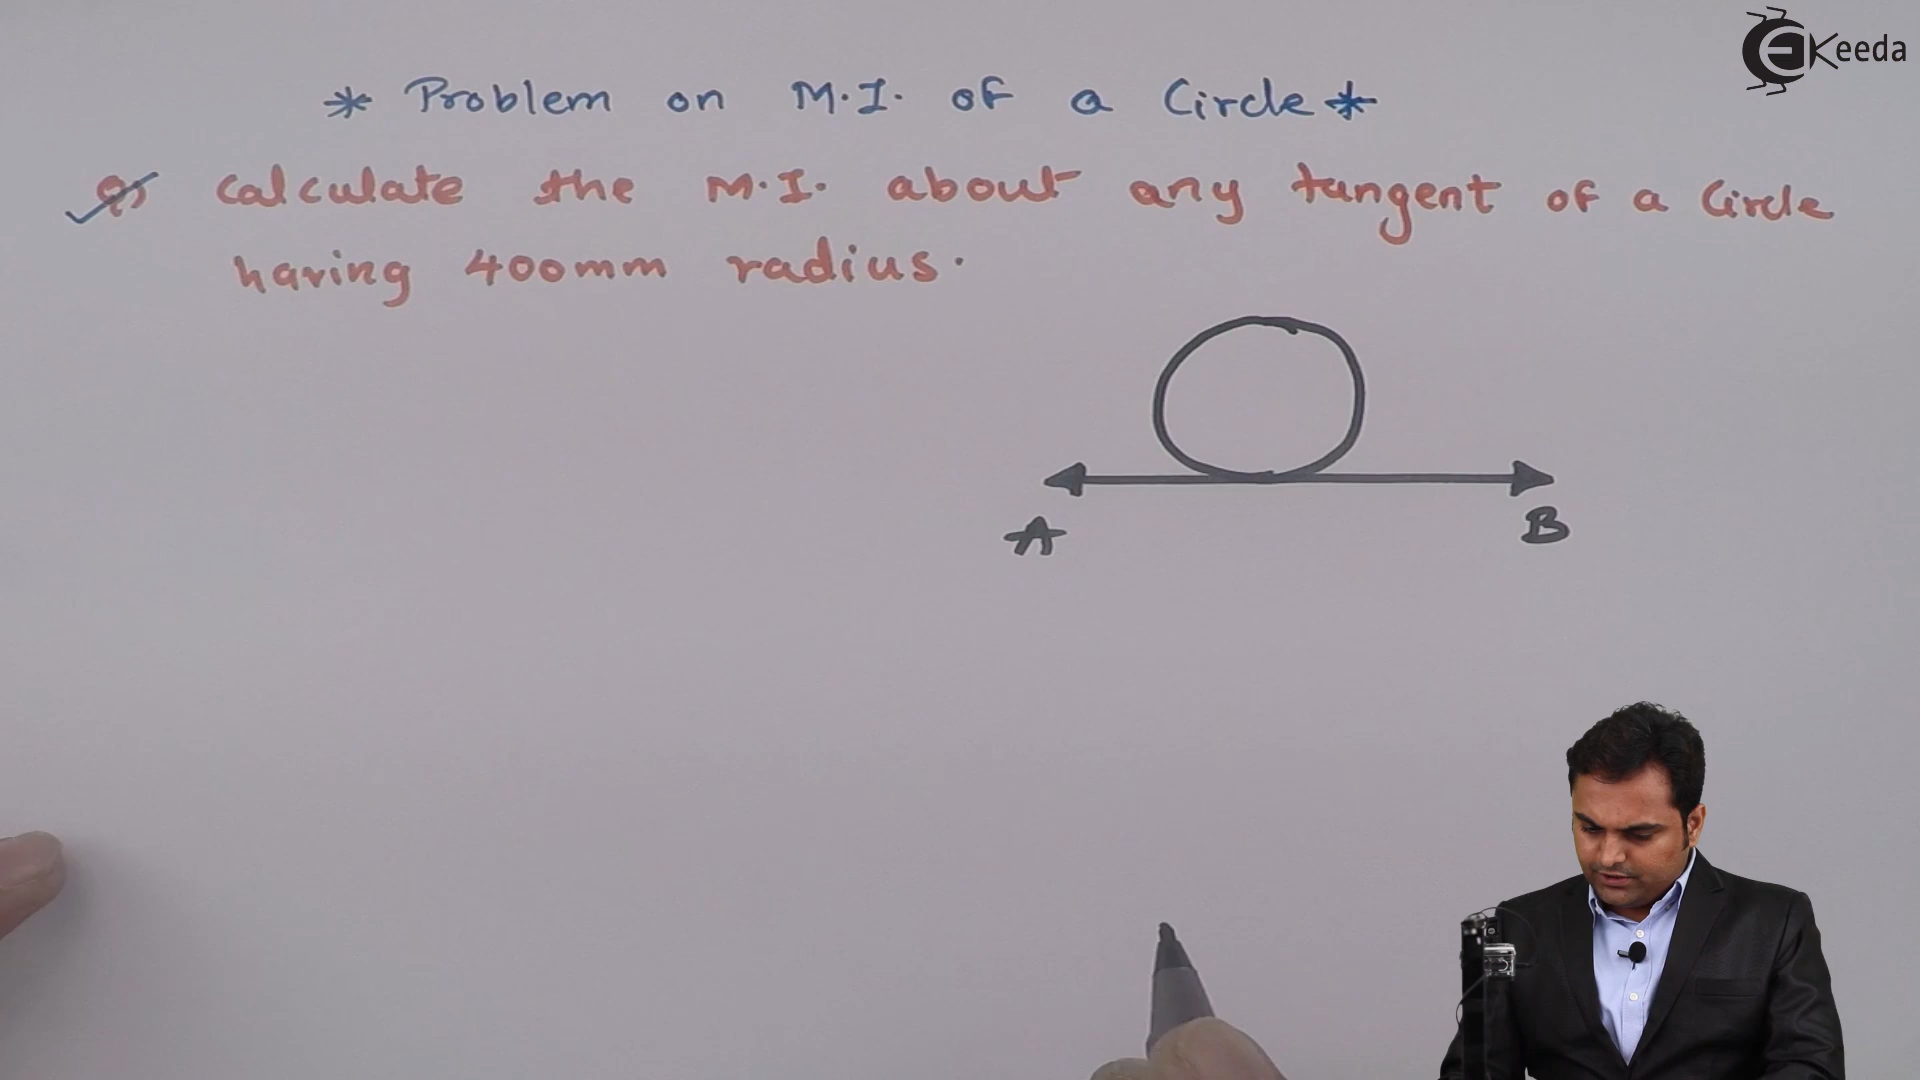 EKeeda
* Problem on M.I. of a Circle *
Q) Calculate the M.I. about any tangent of a Circle
having 400mm radius.
A
B